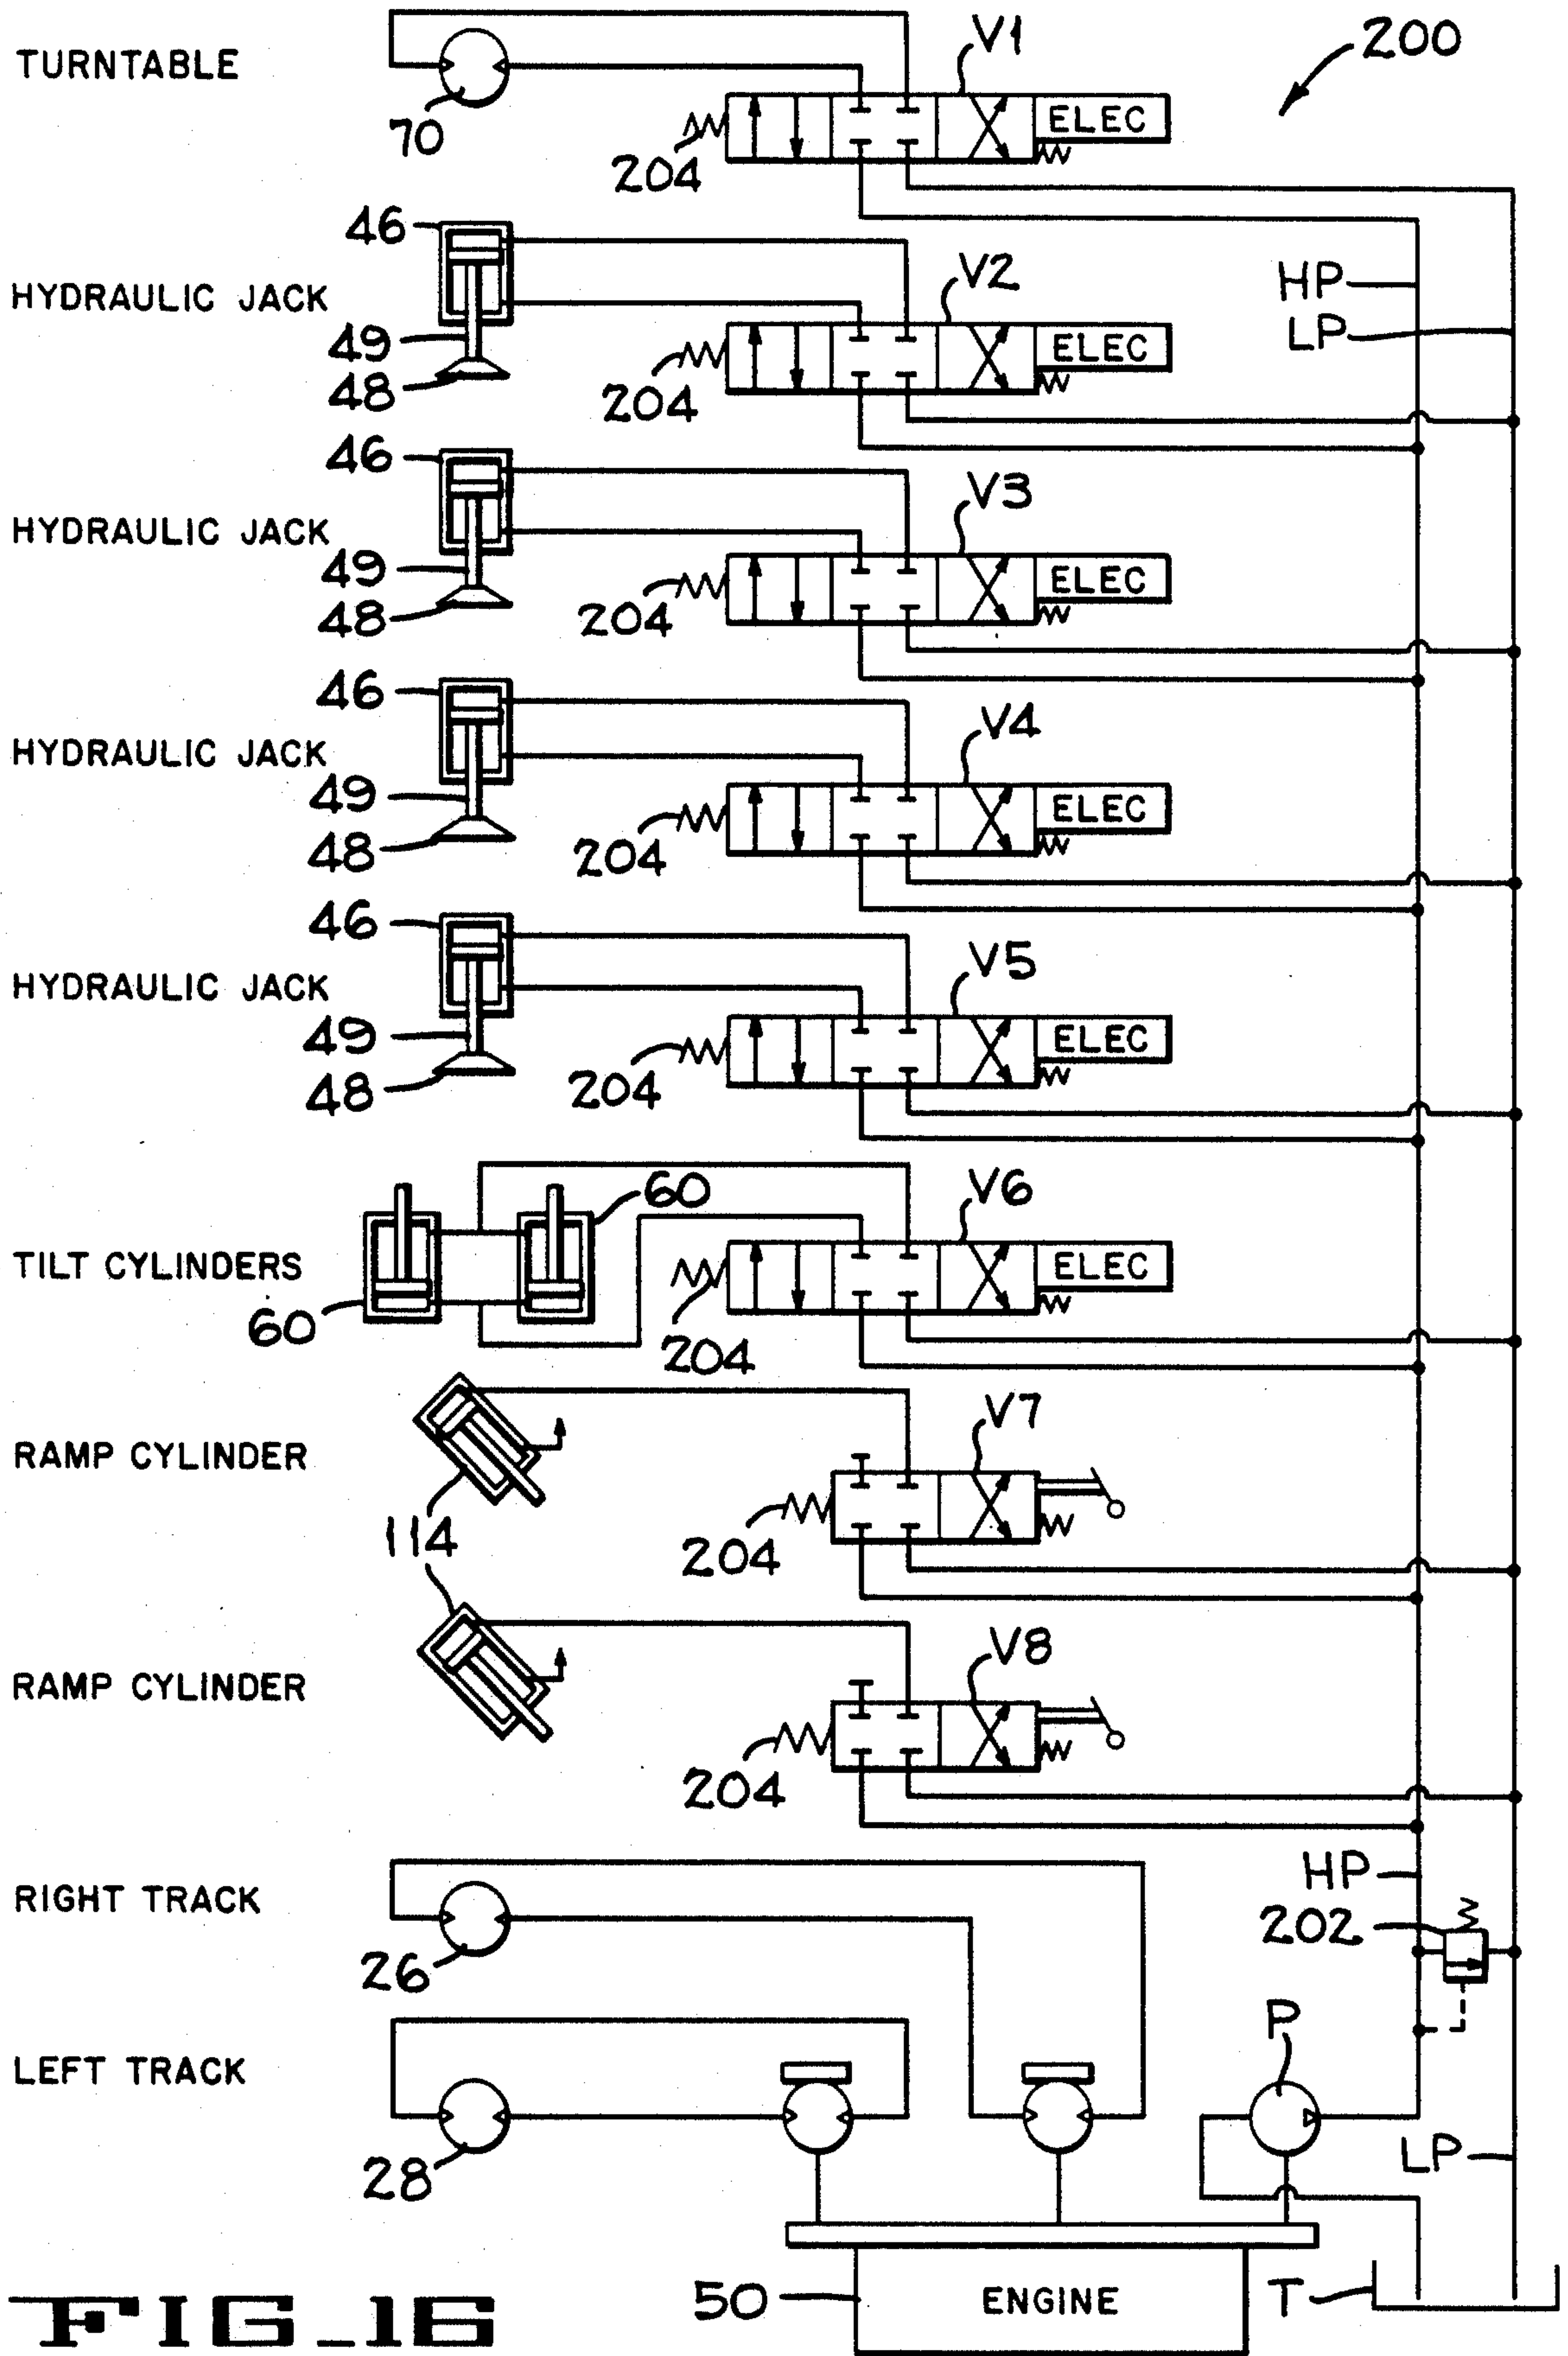 200
V1
TURNTABLE
70
ELEC
204
46
V2
HP
HYDRAULIC JACK
LP
49
ELEC
48
204
46
V3
HYDRAULIC JACK
49
ELEC
48
204
46
V4
HYDRAULIC JACK
49
ELEC
48
204
46
V5
HYDRAULIC JACK
49
ELEC
48
204
60
V6
TILT CYLINDERS
ELEC
60
204
V7
RAMP CYLINDER
114
204
V8
RAMP CYLINDER
204
HP
RIGHT TRACK
202
26
P
LEFT TRACK
28
LP
50
ENGINE
T
FIG_16